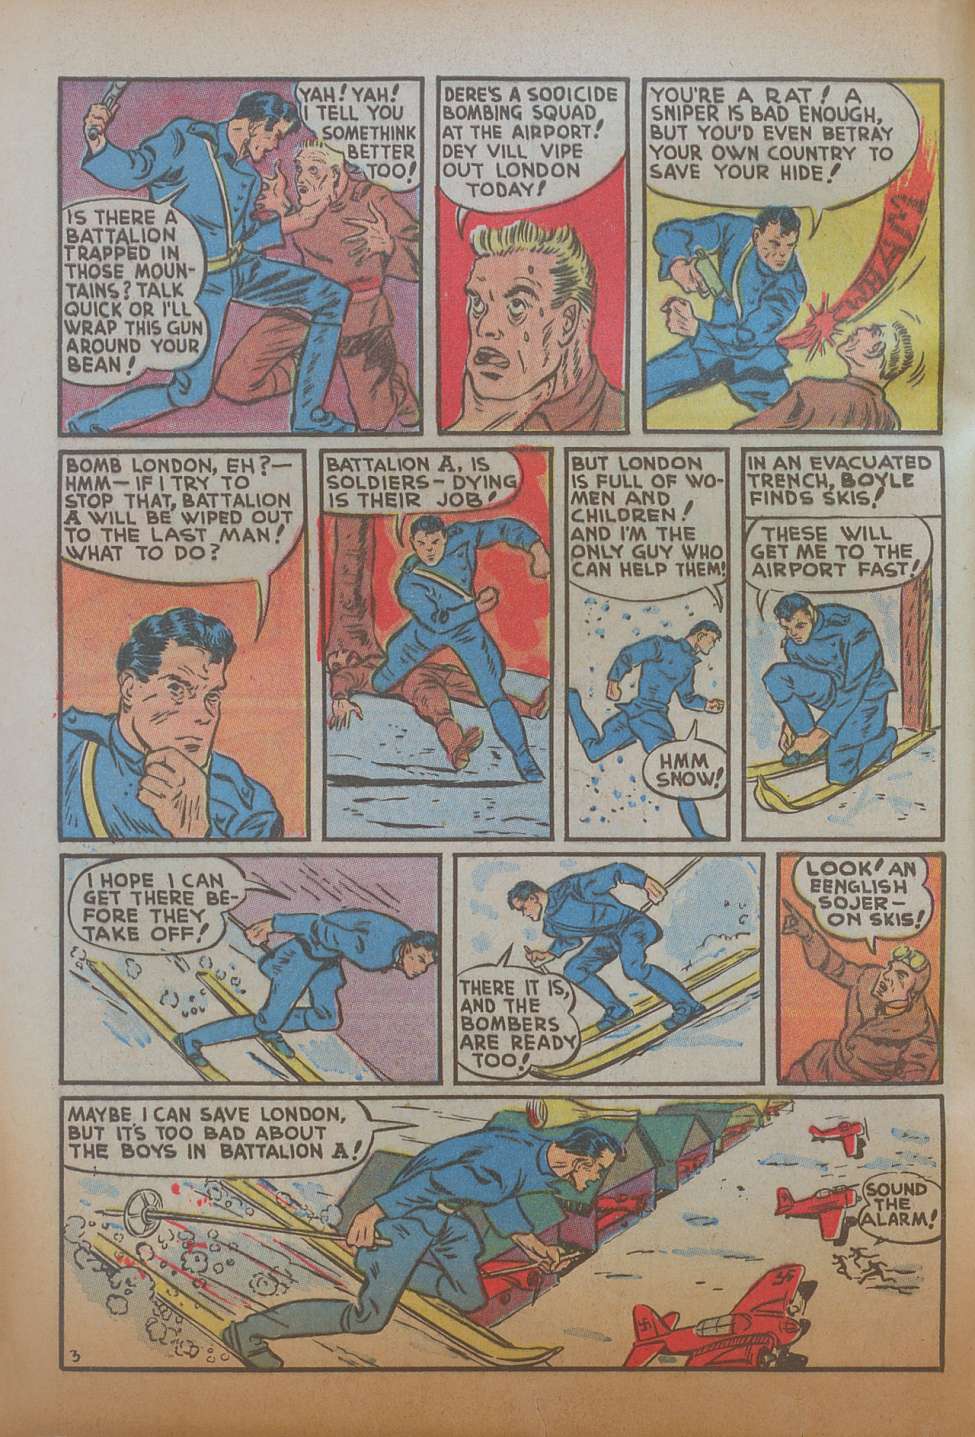 YAH! YAH!
I TELL YOU
SOMETHINK
BETTER
TOO!
IS THERE A
BATTALION
TRAPPED IN
THOSE MOUN-
TAINS? TALK
QUICK OR I'LL
WRAP THIS GUN
AROUND YOUR
BEAN!
DERE'S A SOOICIDE
BOMBING SQUAD
AT THE AIRPORT!
DEY VILL VIPE
OUT LONDON
TODAY!
YOU'RE A RAT! A
SNIPER IS BAD ENOUGH,
BUT YOU'D EVEN BETRAY
YOUR OWN COUNTRY TO
SAVE YOUR HIDE!
WHAM!
BOMB LONDON, EH?—
HMM— IF I TRY TO
STOP THAT, BATTALION
A WILL BE WIPED OUT
TO THE LAST MAN!
WHAT TO DO?
BATTALION A, IS
SOLDIERS— DYING
IS THEIR JOB!
BUT LONDON
IS FULL OF WO-
MEN AND
CHILDREN!
AND I'M THE
ONLY GUY WHO
CAN HELP THEM!
HMM
SNOW!
IN AN EVACUATED
TRENCH, BOYLE
FINDS SKIS!
THESE WILL
GET ME TO THE
AIRPORT FAST!
I HOPE I CAN
GET THERE BE-
FORE THEY
TAKE OFF!
THERE IT IS,
AND THE
BOMBERS
ARE READY
TOO!
LOOK! AN
EENGLISH
SOJER—
ON SKIS!
MAYBE I CAN SAVE LONDON,
BUT IT'S TOO BAD ABOUT
THE BOYS IN BATTALION A!
SOUND
THE
ALARM!
3